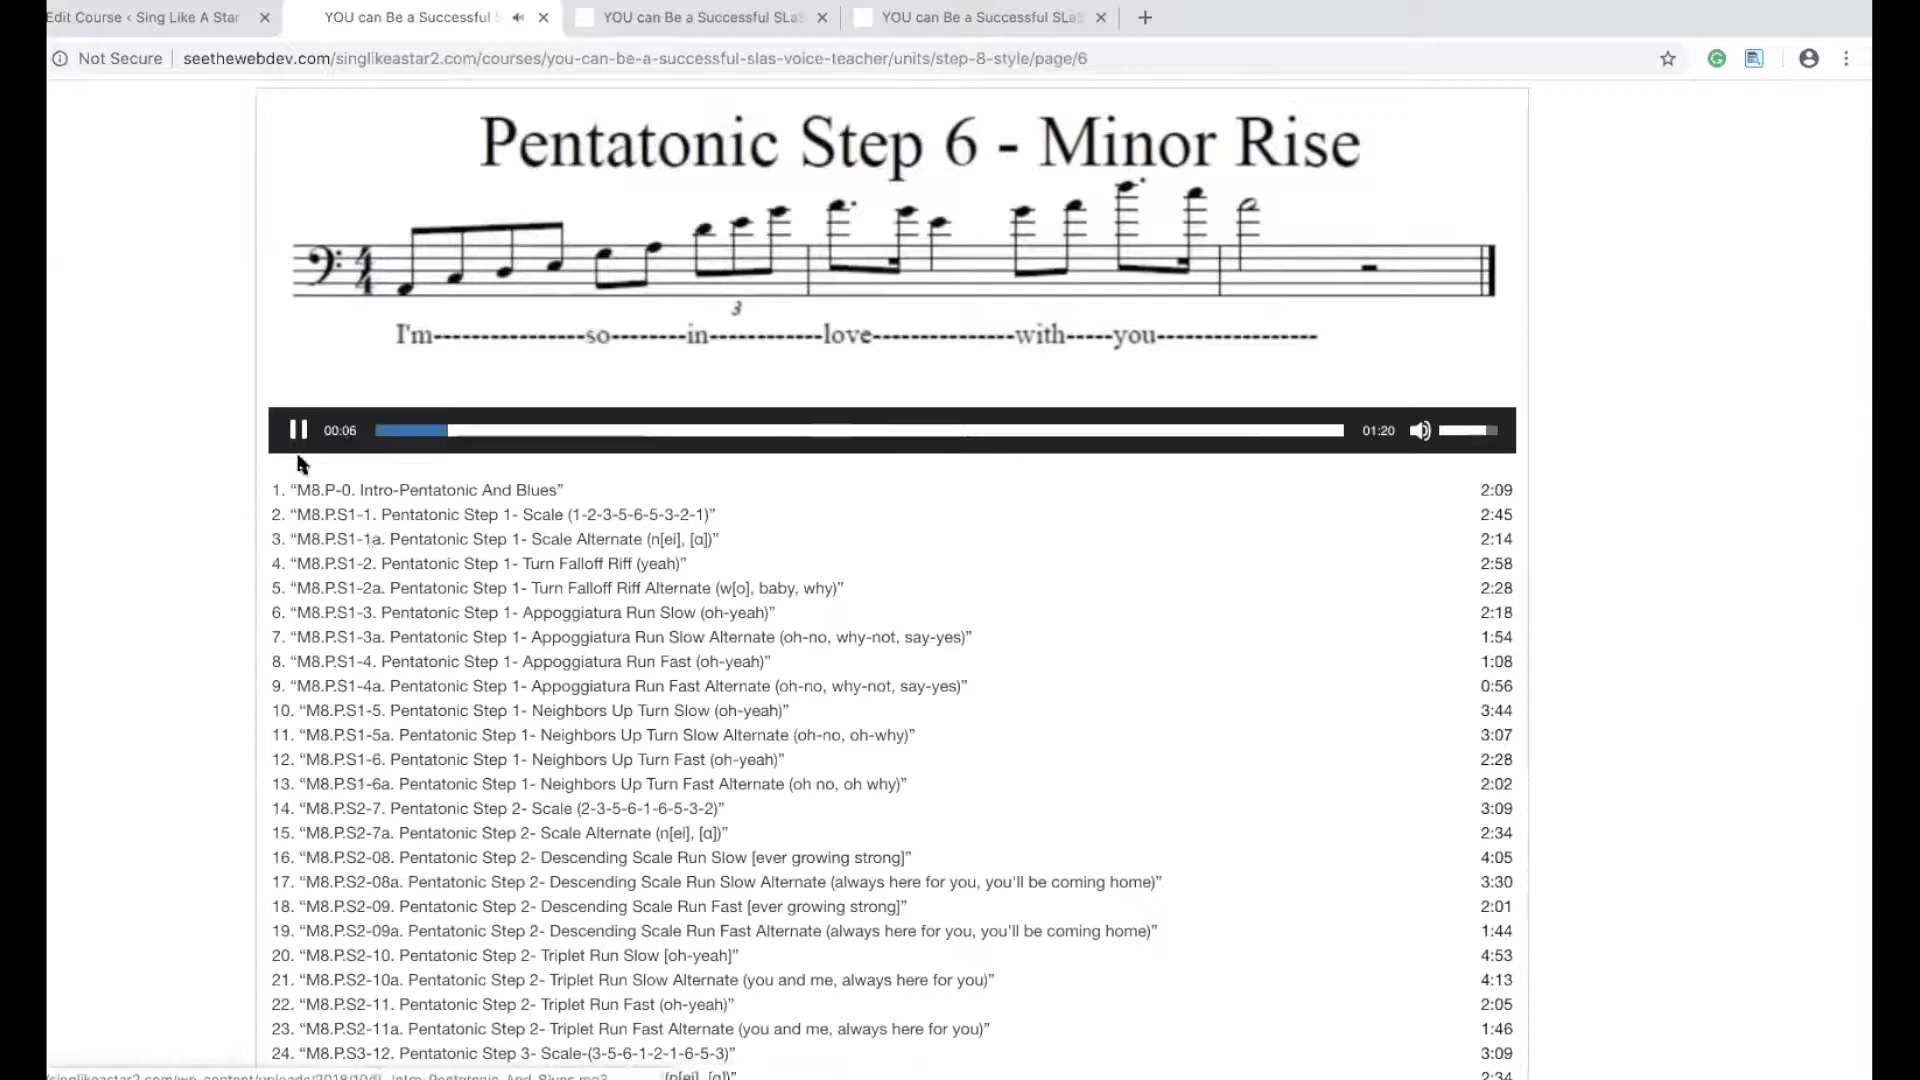 Edit Course ‹ Sing Like A Star
YOU can Be a Successful
YOU can Be a Successful SLaS
YOU can Be a Successful SLaS
Not Secure
seethewebdev.com/singlikeastar2.com/courses/you-can-be-a-successful-slas-voice-teacher/units/step-8-style/page/6
Pentatonic Step 6 - Minor Rise
4
4
3
I'm----------------so--------in------------love---------------with-----you-----------------
00:06
01:20
1. “M8.P-0. Intro-Pentatonic And Blues” 2:09
2. “M8.P.S1-1. Pentatonic Step 1- Scale (1-2-3-5-6-5-3-2-1)” 2:45
3. “M8.P.S1-1a. Pentatonic Step 1- Scale Alternate (n[ei], [ɑ])” 2:14
4. “M8.P.S1-2. Pentatonic Step 1- Turn Falloff Riff (yeah)” 2:58
5. “M8.P.S1-2a. Pentatonic Step 1- Turn Falloff Riff Alternate (w[o], baby, why)” 2:28
6. “M8.P.S1-3. Pentatonic Step 1- Appoggiatura Run Slow (oh-yeah)” 2:18
7. “M8.P.S1-3a. Pentatonic Step 1- Appoggiatura Run Slow Alternate (oh-no, why-not, say-yes)” 1:54
8. “M8.P.S1-4. Pentatonic Step 1- Appoggiatura Run Fast (oh-yeah)” 1:08
9. “M8.P.S1-4a. Pentatonic Step 1- Appoggiatura Run Fast Alternate (oh-no, why-not, say-yes)” 0:56
10. “M8.P.S1-5. Pentatonic Step 1- Neighbors Up Turn Slow (oh-yeah)” 3:44
11. “M8.P.S1-5a. Pentatonic Step 1- Neighbors Up Turn Slow Alternate (oh-no, oh-why)” 3:07
12. “M8.P.S1-6. Pentatonic Step 1- Neighbors Up Turn Fast (oh-yeah)” 2:28
13. “M8.P.S1-6a. Pentatonic Step 1- Neighbors Up Turn Fast Alternate (oh no, oh why)” 2:02
14. “M8.P.S2-7. Pentatonic Step 2- Scale (2-3-5-6-1-6-5-3-2)” 3:09
15. “M8.P.S2-7a. Pentatonic Step 2- Scale Alternate (n[ei], [ɑ])” 2:34
16. “M8.P.S2-08. Pentatonic Step 2- Descending Scale Run Slow [ever growing strong]” 4:05
17. “M8.P.S2-08a. Pentatonic Step 2- Descending Scale Run Slow Alternate (always here for you, you'll be coming home)” 3:30
18. “M8.P.S2-09. Pentatonic Step 2- Descending Scale Run Fast [ever growing strong]” 2:01
19. “M8.P.S2-09a. Pentatonic Step 2- Descending Scale Run Fast Alternate (always here for you, you'll be coming home)” 1:44
20. “M8.P.S2-10. Pentatonic Step 2- Triplet Run Slow [oh-yeah]” 4:53
21. “M8.P.S2-10a. Pentatonic Step 2- Triplet Run Slow Alternate (you and me, always here for you)” 4:13
22. “M8.P.S2-11. Pentatonic Step 2- Triplet Run Fast (oh-yeah)” 2:05
23. “M8.P.S2-11a. Pentatonic Step 2- Triplet Run Fast Alternate (you and me, always here for you)” 1:46
24. “M8.P.S3-12. Pentatonic Step 3- Scale-(3-5-6-1-2-1-6-5-3)” 3:09
(n[ei], [ɑ])” 2:34